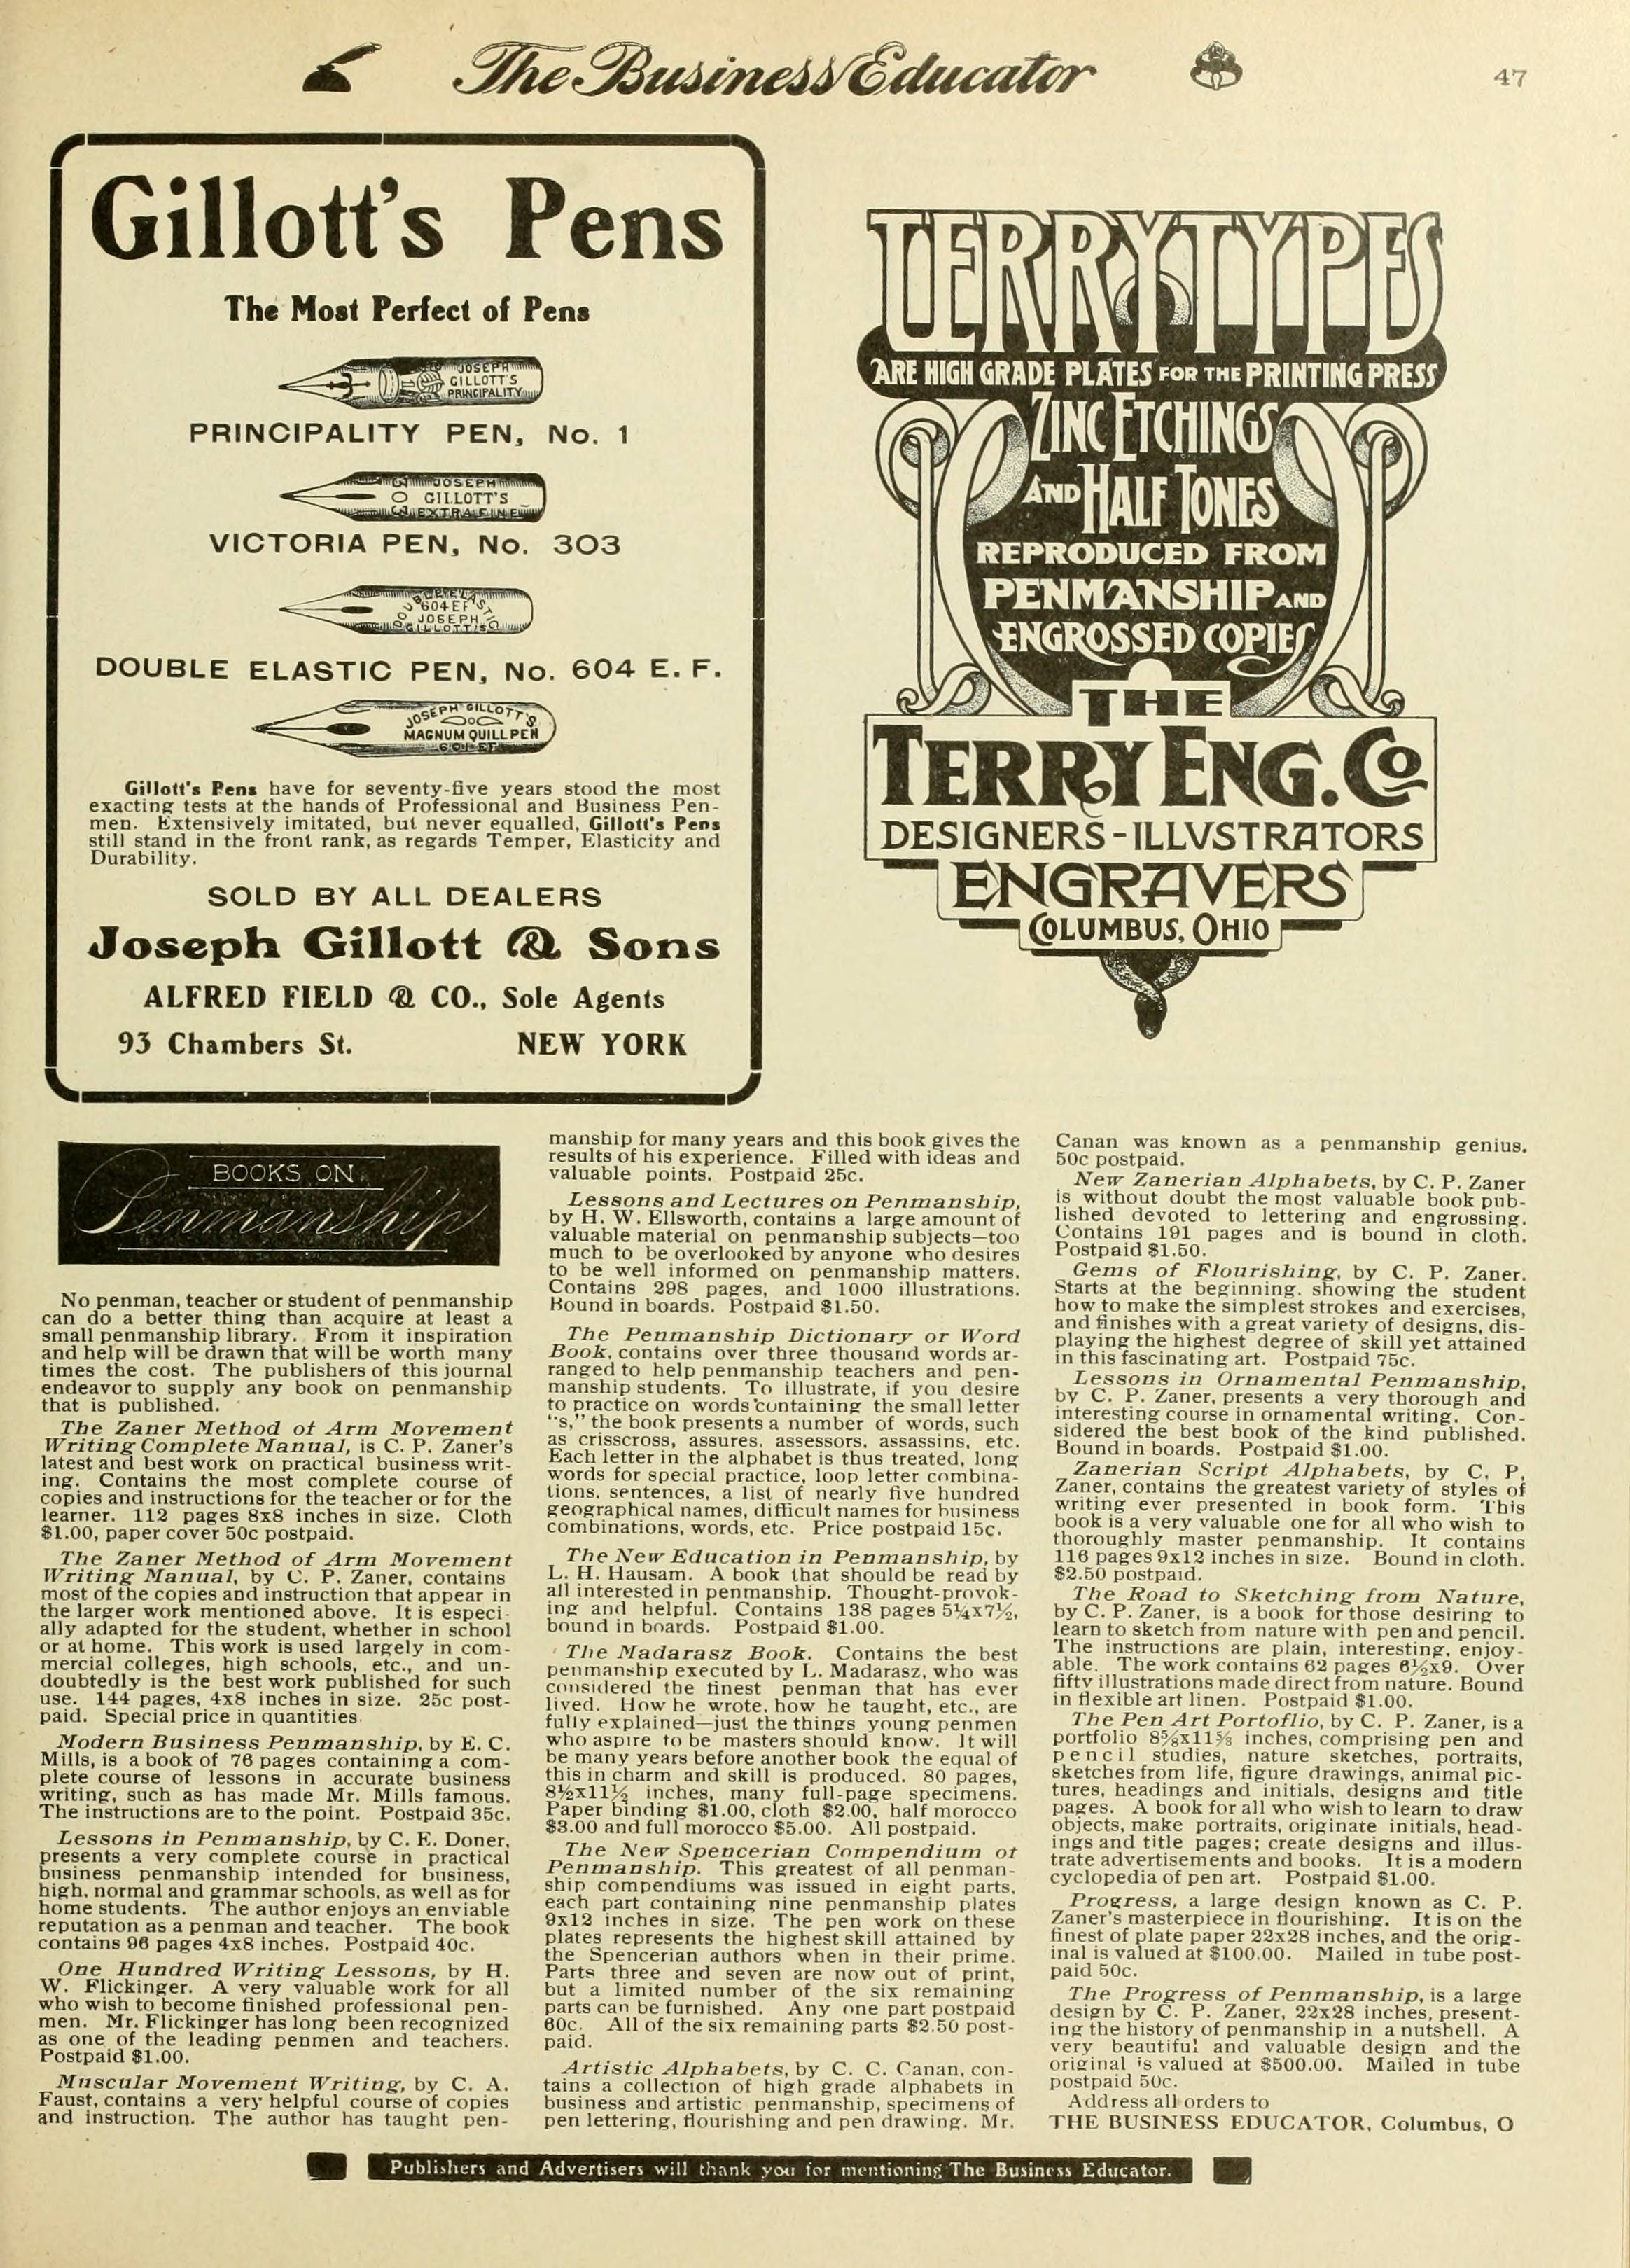 The Business Educator
47
Gillott's Pens
The Most Perfect of Pens
JOSEPH
GILLOTT'S
PRINCIPALITY
PRINCIPALITY PEN, No. 1
303
JOSEPH
GILLOTT'S
EXTRA FINE
VICTORIA PEN, No. 303
DOUBLE ELASTIC
604 EF
JOSEPH
GILLOTT'S
DOUBLE ELASTIC PEN, No. 604 E. F.
JOSEPH GILLOTT'S
MAGNUM QUILL PEN
601 EF
Gillott's Pens have for seventy-five years stood the most
exacting tests at the hands of Professional and Business Pen-
men. Extensively imitated, but never equalled, Gillott's Pens
still stand in the front rank, as regards Temper, Elasticity and
Durability.
SOLD BY ALL DEALERS
Joseph Gillott & Sons
ALFRED FIELD & CO., Sole Agents
93 Chambers St. NEW YORK
TERRYTYPES
ARE HIGH GRADE PLATES FOR THE PRINTING PRESS
ZINC ETCHINGS
AND HALF TONES
REPRODUCED FROM
PENMANSHIP AND
ENGROSSED COPIES
THE
TERRY ENG. CO
DESIGNERS-ILLVSTRATORS
ENGRAVERS
COLUMBUS, OHIO
BOOKS ON
Penmanship
No penman, teacher or student of penmanship
can do a better thing than acquire at least a
small penmanship library. From it inspiration
and help will be drawn that will be worth many
times the cost. The publishers of this journal
endeavor to supply any book on penmanship
that is published.
The Zaner Method of Arm Movement
Writing Complete Manual, is C. P. Zaner's
latest and best work on practical business writ-
ing. Contains the most complete course of
copies and instructions for the teacher or for the
learner. 112 pages 8x8 inches in size. Cloth
$1.00, paper cover 50c postpaid.
The Zaner Method of Arm Movement
Writing Manual, by C. P. Zaner, contains
most of the copies and instruction that appear in
the larger work mentioned above. It is especi-
ally adapted for the student, whether in school
or at home. This work is used largely in com-
mercial colleges, high schools, etc., and un-
doubtedly is the best work published for such
use. 144 pages, 4x8 inches in size. 25c post-
paid. Special price in quantities.
Modern Business Penmanship, by E. C.
Mills, is a book of 76 pages containing a com-
plete course of lessons in accurate business
writing, such as has made Mr. Mills famous.
The instructions are to the point. Postpaid 35c.
Lessons in Penmanship, by C. E. Doner,
presents a very complete course in practical
business penmanship intended for business,
high, normal and grammar schools, as well as for
home students. The author enjoys an enviable
reputation as a penman and teacher. The book
contains 96 pages 4x8 inches. Postpaid 40c.
One Hundred Writing Lessons, by H.
W. Flickinger. A very valuable work for all
who wish to become finished professional pen-
men. Mr. Flickinger has long been recognized
as one of the leading penmen and teachers.
Postpaid $1.00.
Muscular Movement Writing, by C. A.
Faust, contains a very helpful course of copies
and instruction. The author has taught pen-
manship for many years and this book gives the
results of his experience. Filled with ideas and
valuable points. Postpaid 25c.
Lessons and Lectures on Penmanship,
by H. W. Ellsworth, contains a large amount of
valuable material on penmanship subjects—too
much to be overlooked by anyone who desires
to be well informed on penmanship matters.
Contains 298 pages, and 1000 illustrations.
Bound in boards. Postpaid $1.50.
The Penmanship Dictionary or Word
Book, contains over three thousand words ar-
ranged to help penmanship teachers and pen-
manship students. To illustrate, if you desire
to practice on words containing the small letter
"s," the book presents a number of words, such
as crisscross, assures, assessors, assassins, etc.
Each letter in the alphabet is thus treated, long
words for special practice, loop letter combina-
tions, sentences, a list of nearly five hundred
geographical names, difficult names for business
combinations, words, etc. Price postpaid 15c.
The New Education in Penmanship, by
L. H. Hausam. A book that should be read by
all interested in penmanship. Thought-provok-
ing and helpful. Contains 138 pages 5¼x7½,
bound in boards. Postpaid $1.00.
The Madarasz Book. Contains the best
penmanship executed by L. Madarasz, who was
considered the finest penman that has ever
lived. How he wrote, how he taught, etc., are
fully explained—just the things young penmen
who aspire to be masters should know. It will
be many years before another book the equal of
this in charm and skill is produced. 80 pages,
8½x11¼ inches, many full-page specimens.
Paper binding $1.00, cloth $2.00, half morocco
$3.00 and full morocco $5.00. All postpaid.
The New Spencerian Compendium of
Penmanship. This greatest of all penman-
ship compendiums was issued in eight parts,
each part containing nine penmanship plates
9x12 inches in size. The pen work on these
plates represents the highest skill attained by
the Spencerian authors when in their prime.
Parts three and seven are now out of print,
but a limited number of the six remaining
parts can be furnished. Any one part postpaid
60c. All of the six remaining parts $2.50 post-
paid.
Artistic Alphabets, by C. C. Canan, con-
tains a collection of high grade alphabets in
business and artistic penmanship, specimens of
pen lettering, flourishing and pen drawing. Mr.
Canan was known as a penmanship genius.
50c postpaid.
New Zanerian Alphabets, by C. P. Zaner
is without doubt the most valuable book pub-
lished devoted to lettering and engrossing.
Contains 191 pages and is bound in cloth.
Postpaid $1.50.
Gems of Flourishing, by C. P. Zaner.
Starts at the beginning, showing the student
how to make the simplest strokes and exercises,
and finishes with a great variety of designs, dis-
playing the highest degree of skill yet attained
in this fascinating art. Postpaid 75c.
Lessons in Ornamental Penmanship,
by C. P. Zaner, presents a very thorough and
interesting course in ornamental writing. Con-
sidered the best book of the kind published.
Bound in boards. Postpaid $1.00.
Zanerian Script Alphabets, by C. P.
Zaner, contains the greatest variety of styles of
writing ever presented in book form. This
book is a very valuable one for all who wish to
thoroughly master penmanship. It contains
116 pages 9x12 inches in size. Bound in cloth.
$2.50 postpaid.
The Road to Sketching from Nature,
by C. P. Zaner, is a book for those desiring to
learn to sketch from nature with pen and pencil.
The instructions are plain, interesting, enjoy-
able. The work contains 62 pages 6½x9. Over
fifty illustrations made direct from nature. Bound
in flexible art linen. Postpaid $1.00.
The Pen Art Portoflio, by C. P. Zaner, is a
portfolio 8⅝x11⅝ inches, comprising pen and
pencil studies, nature sketches, portraits,
sketches from life, figure drawings, animal pic-
tures, headings and initials, designs and title
pages. A book for all who wish to learn to draw
objects, make portraits, originate initials, head-
ings and title pages; create designs and illus-
trate advertisements and books. It is a modern
cyclopedia of pen art. Postpaid $1.00.
Progress, a large design known as C. P.
Zaner's masterpiece in flourishing. It is on the
finest of plate paper 22x28 inches, and the orig-
inal is valued at $100.00. Mailed in tube post-
paid 50c.
The Progress of Penmanship, is a large
design by C. P. Zaner, 22x28 inches, present-
ing the history of penmanship in a nutshell. A
very beautiful and valuable design and the
original is valued at $500.00. Mailed in tube
postpaid 50c.
Address all orders to
THE BUSINESS EDUCATOR, Columbus, O
Publishers and Advertisers will thank you for mentioning The Business Educator.